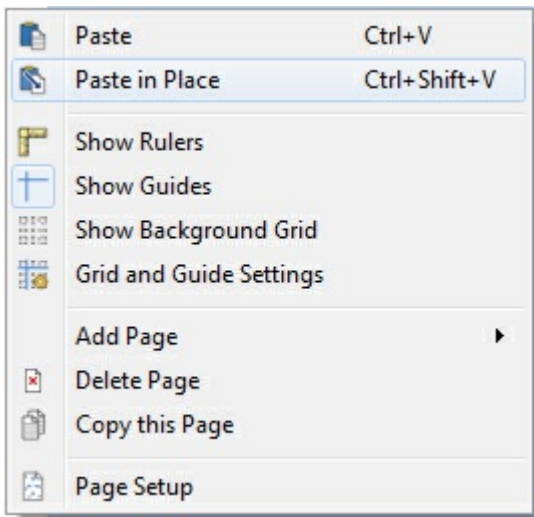 Paste Ctrl+V
Paste in Place Ctrl+Shift+V
Show Rulers
Show Guides
Show Background Grid
Grid and Guide Settings
Add Page
Delete Page
Copy this Page
Page Setup